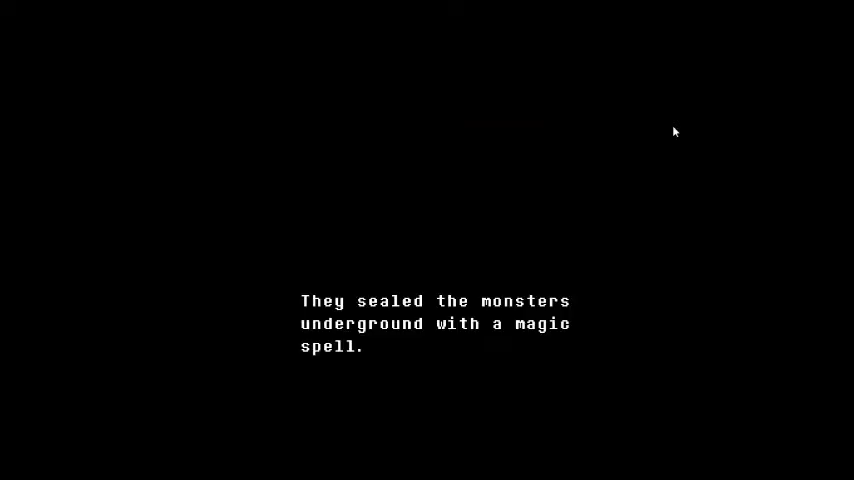 They sealed the monsters
underground with a magic
spell.